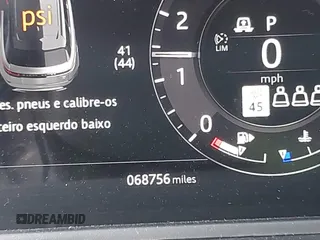 psi
41
(44)
es. pneus e calibre-os
teiro esquerdo baixo
2
1
0
LIM
P
0
mph
45
068756 miles
DREAMBID